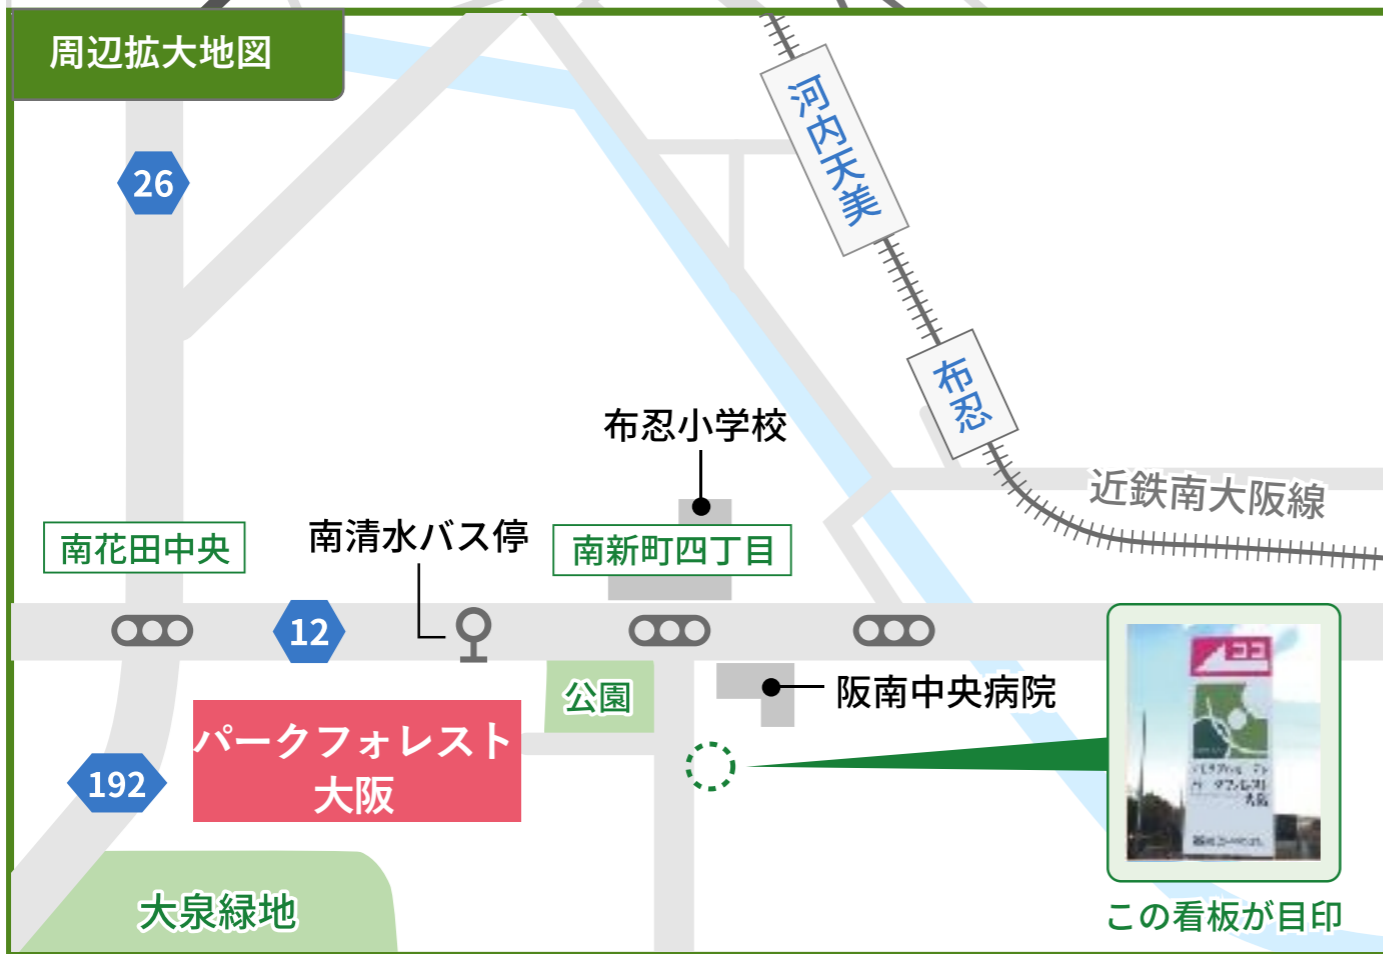 周辺拡大地図
26
河内天美
布忍
布忍小学校
近鉄南大阪線
南花田中央
南清水バス停
南新町四丁目
12
ココ
公園
阪南中央病院
パークフォレスト
大阪
192
大阪
大泉緑地
この看板が目印